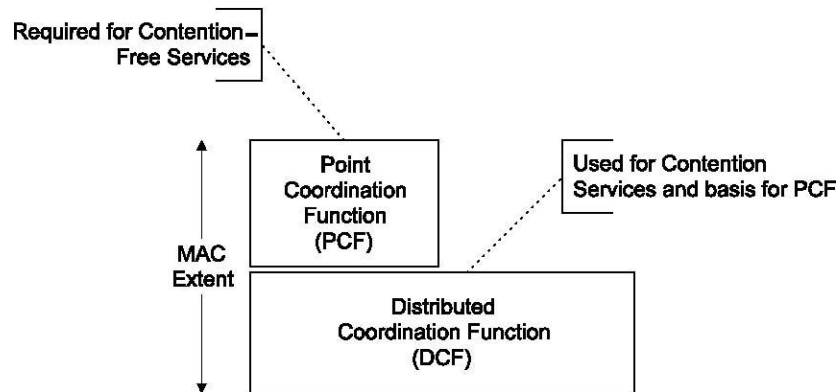 Required for Contention–
Free Services
Point
Coordination
Function
(PCF)
Used for Contention
Services and basis for PCF
MAC
Extent
Distributed
Coordination Function
(DCF)